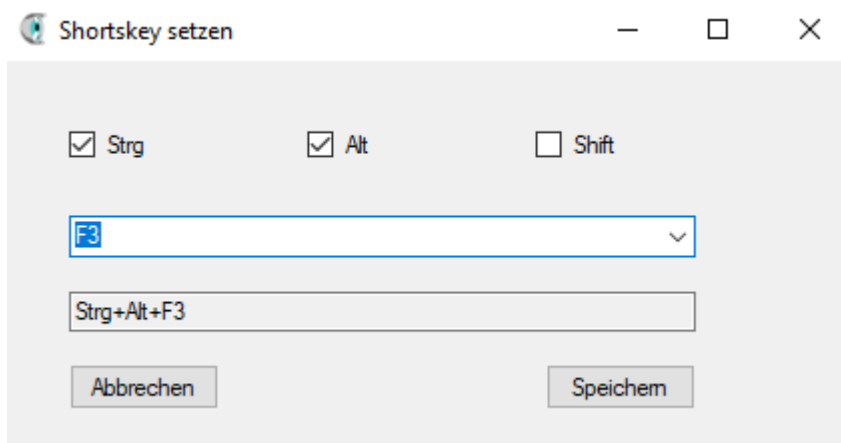 Shortskey setzen
Strg Alt Shift
F3
Strg+Alt+F3
Abbrechen Speichern